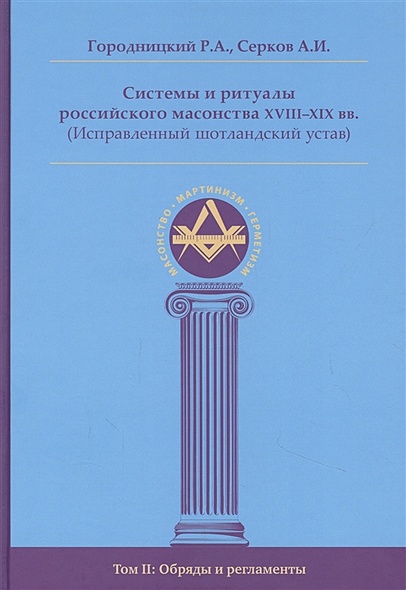 Городницкий Р.А., Серков А.И.
Системы и ритуалы
российского масонства XVIII–XIX вв.
(Исправленный шотландский устав)
МАСОНСТВО • МАРТИНИЗМ • ГЕРМЕТИЗМ
Том II: Обряды и регламенты